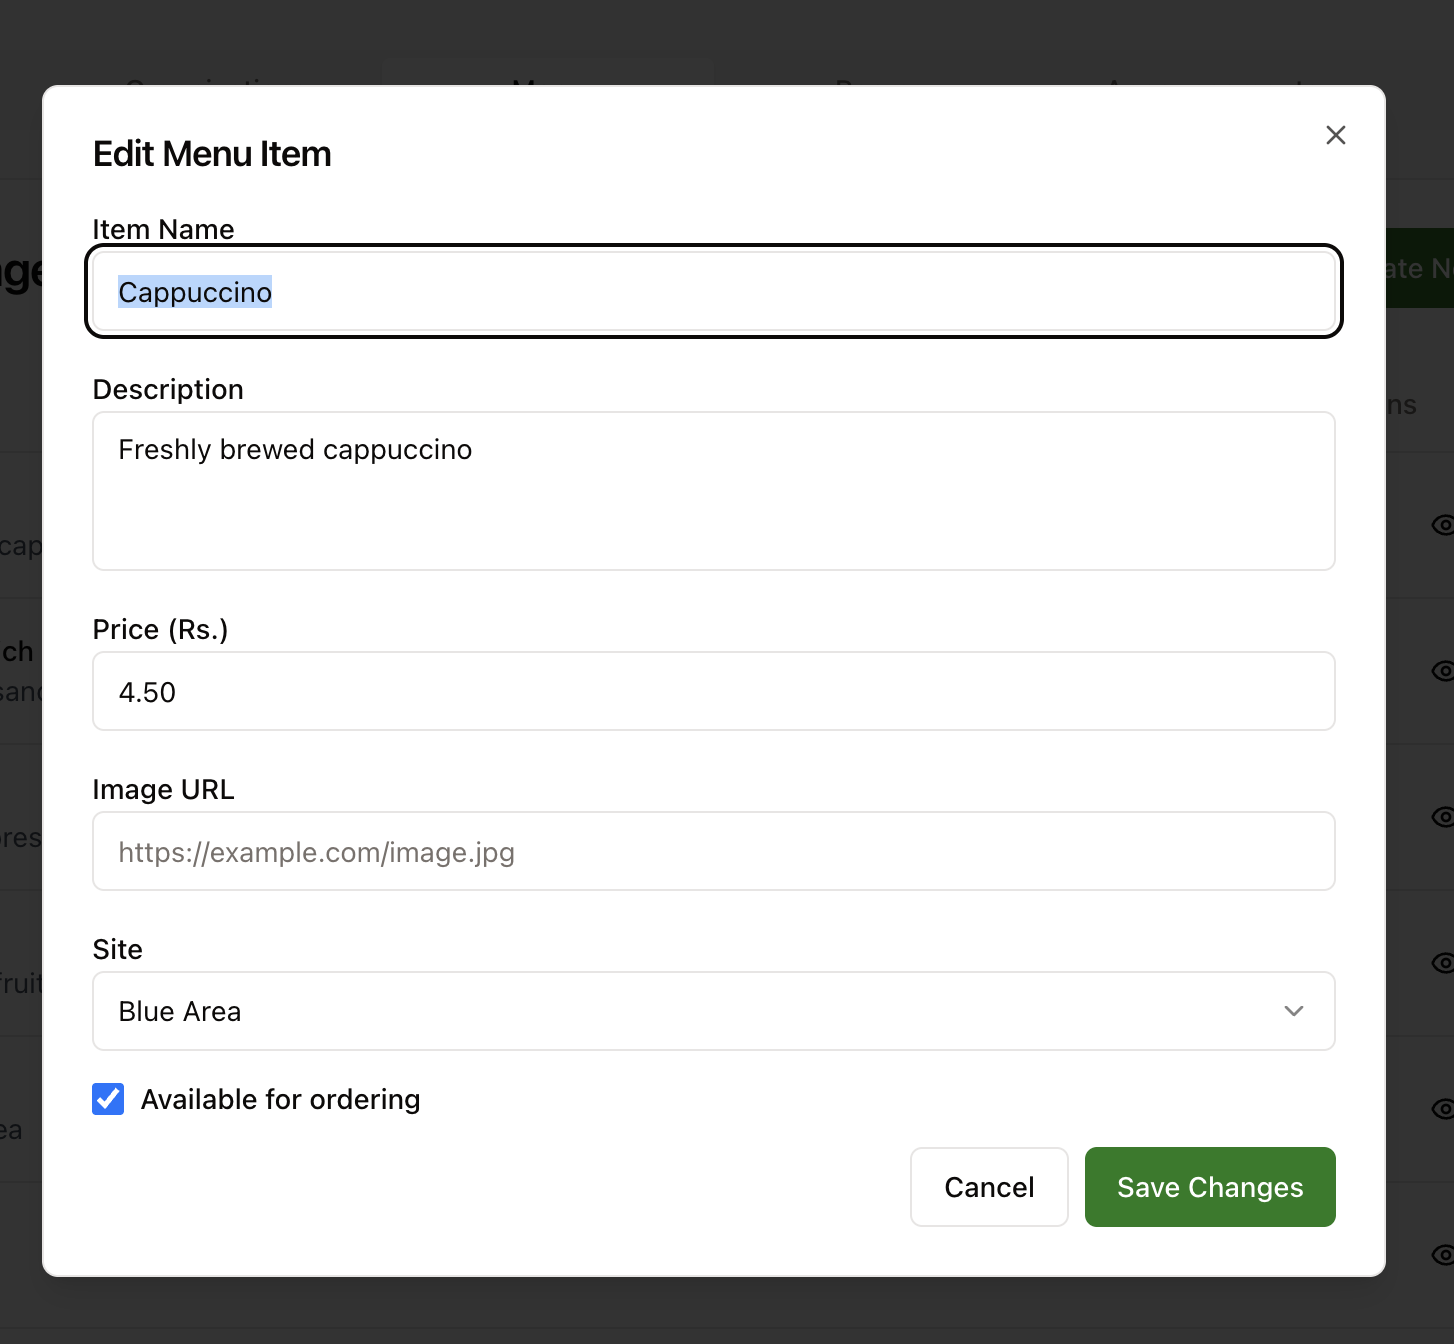 Edit Menu Item
Item Name
Cappuccino
Description
Freshly brewed cappuccino
Price (Rs.)
4.50
Image URL
https://example.com/image.jpg
Site
Blue Area
Available for ordering
Cancel
Save Changes